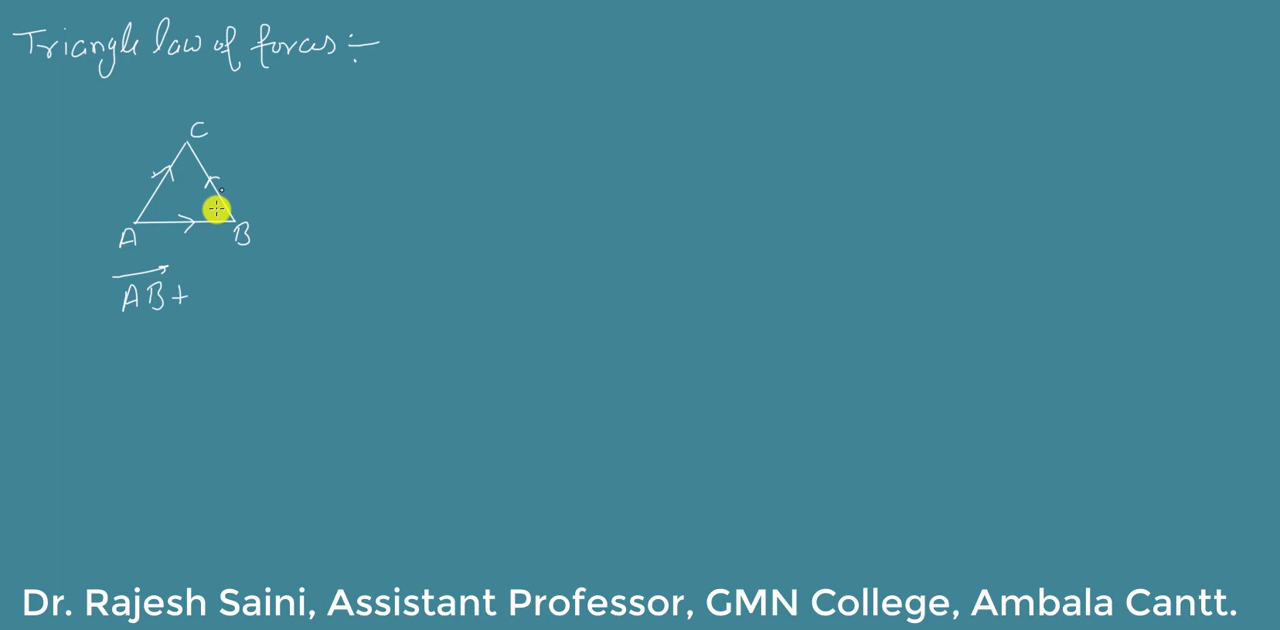 Triangle law of forces :-
C
A
B
AB +
Dr. Rajesh Saini, Assistant Professor, GMN College, Ambala Cantt.